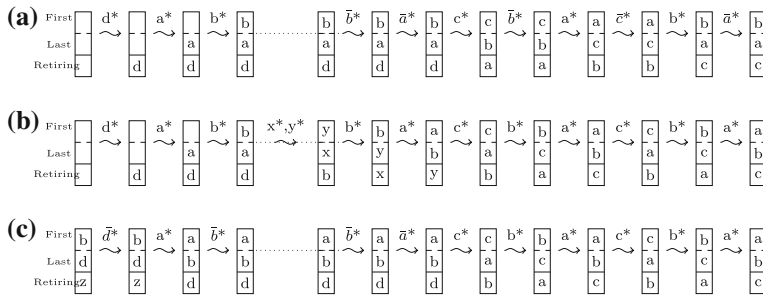 (a) d* a* b* b̄* ā* c* b̄* a* c̄* b* ā*
First b b b b c c a a b b
Last a a a a a b b c c a a
Retiring d d d d d d a a b b c c
(b) d* a* b* x*,y* b* a* c* b* a* c* b* a*
First b y b a c b a c b a
Last a a x y b a c b a c b
Retiring d d d b x y b a c b a c
(c) d̄* a* b̄* b̄* ā* c* b* a* c* b* a*
First b b a a a a a c b a c b a
Last d d b b b b b a c b a c b
Retiring z z d d d d d b a c b a c